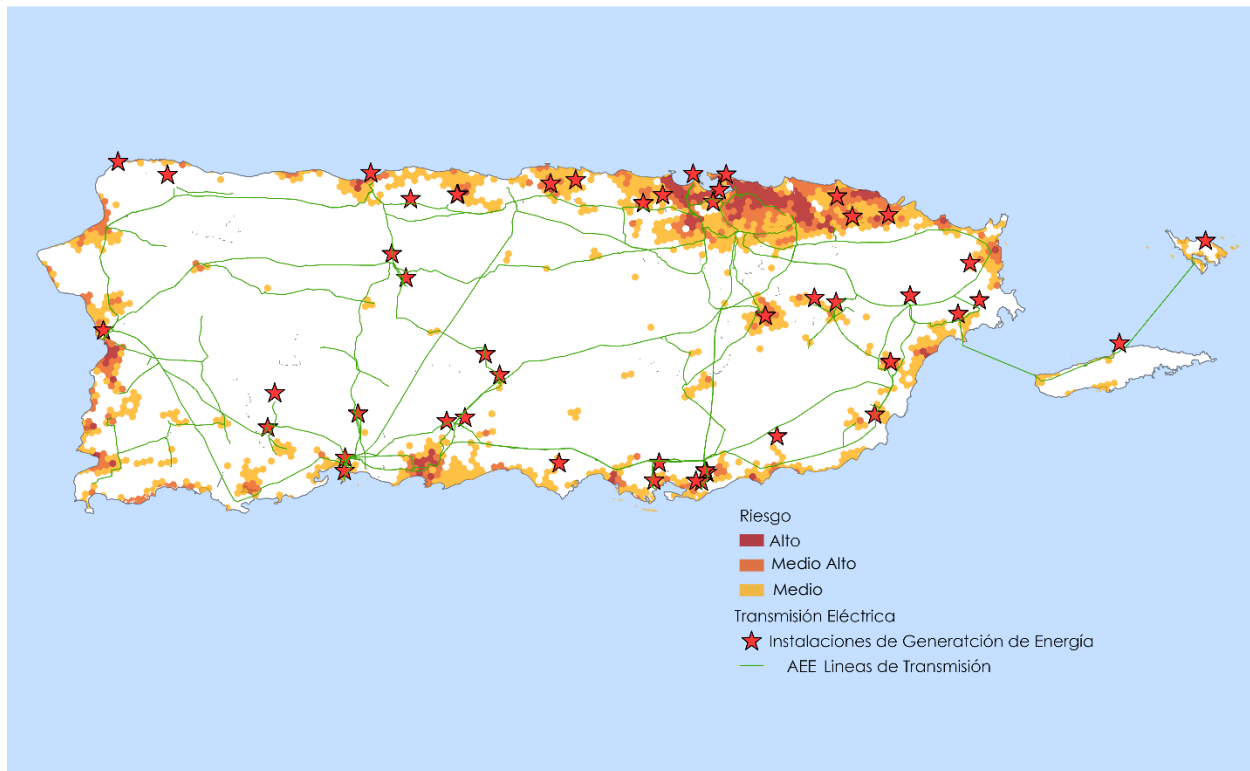 Riesgo
Alto
Medio Alto
Medio
Transmisión Eléctrica
Instalaciones de Generatción de Energía
AEE Lineas de Transmisión